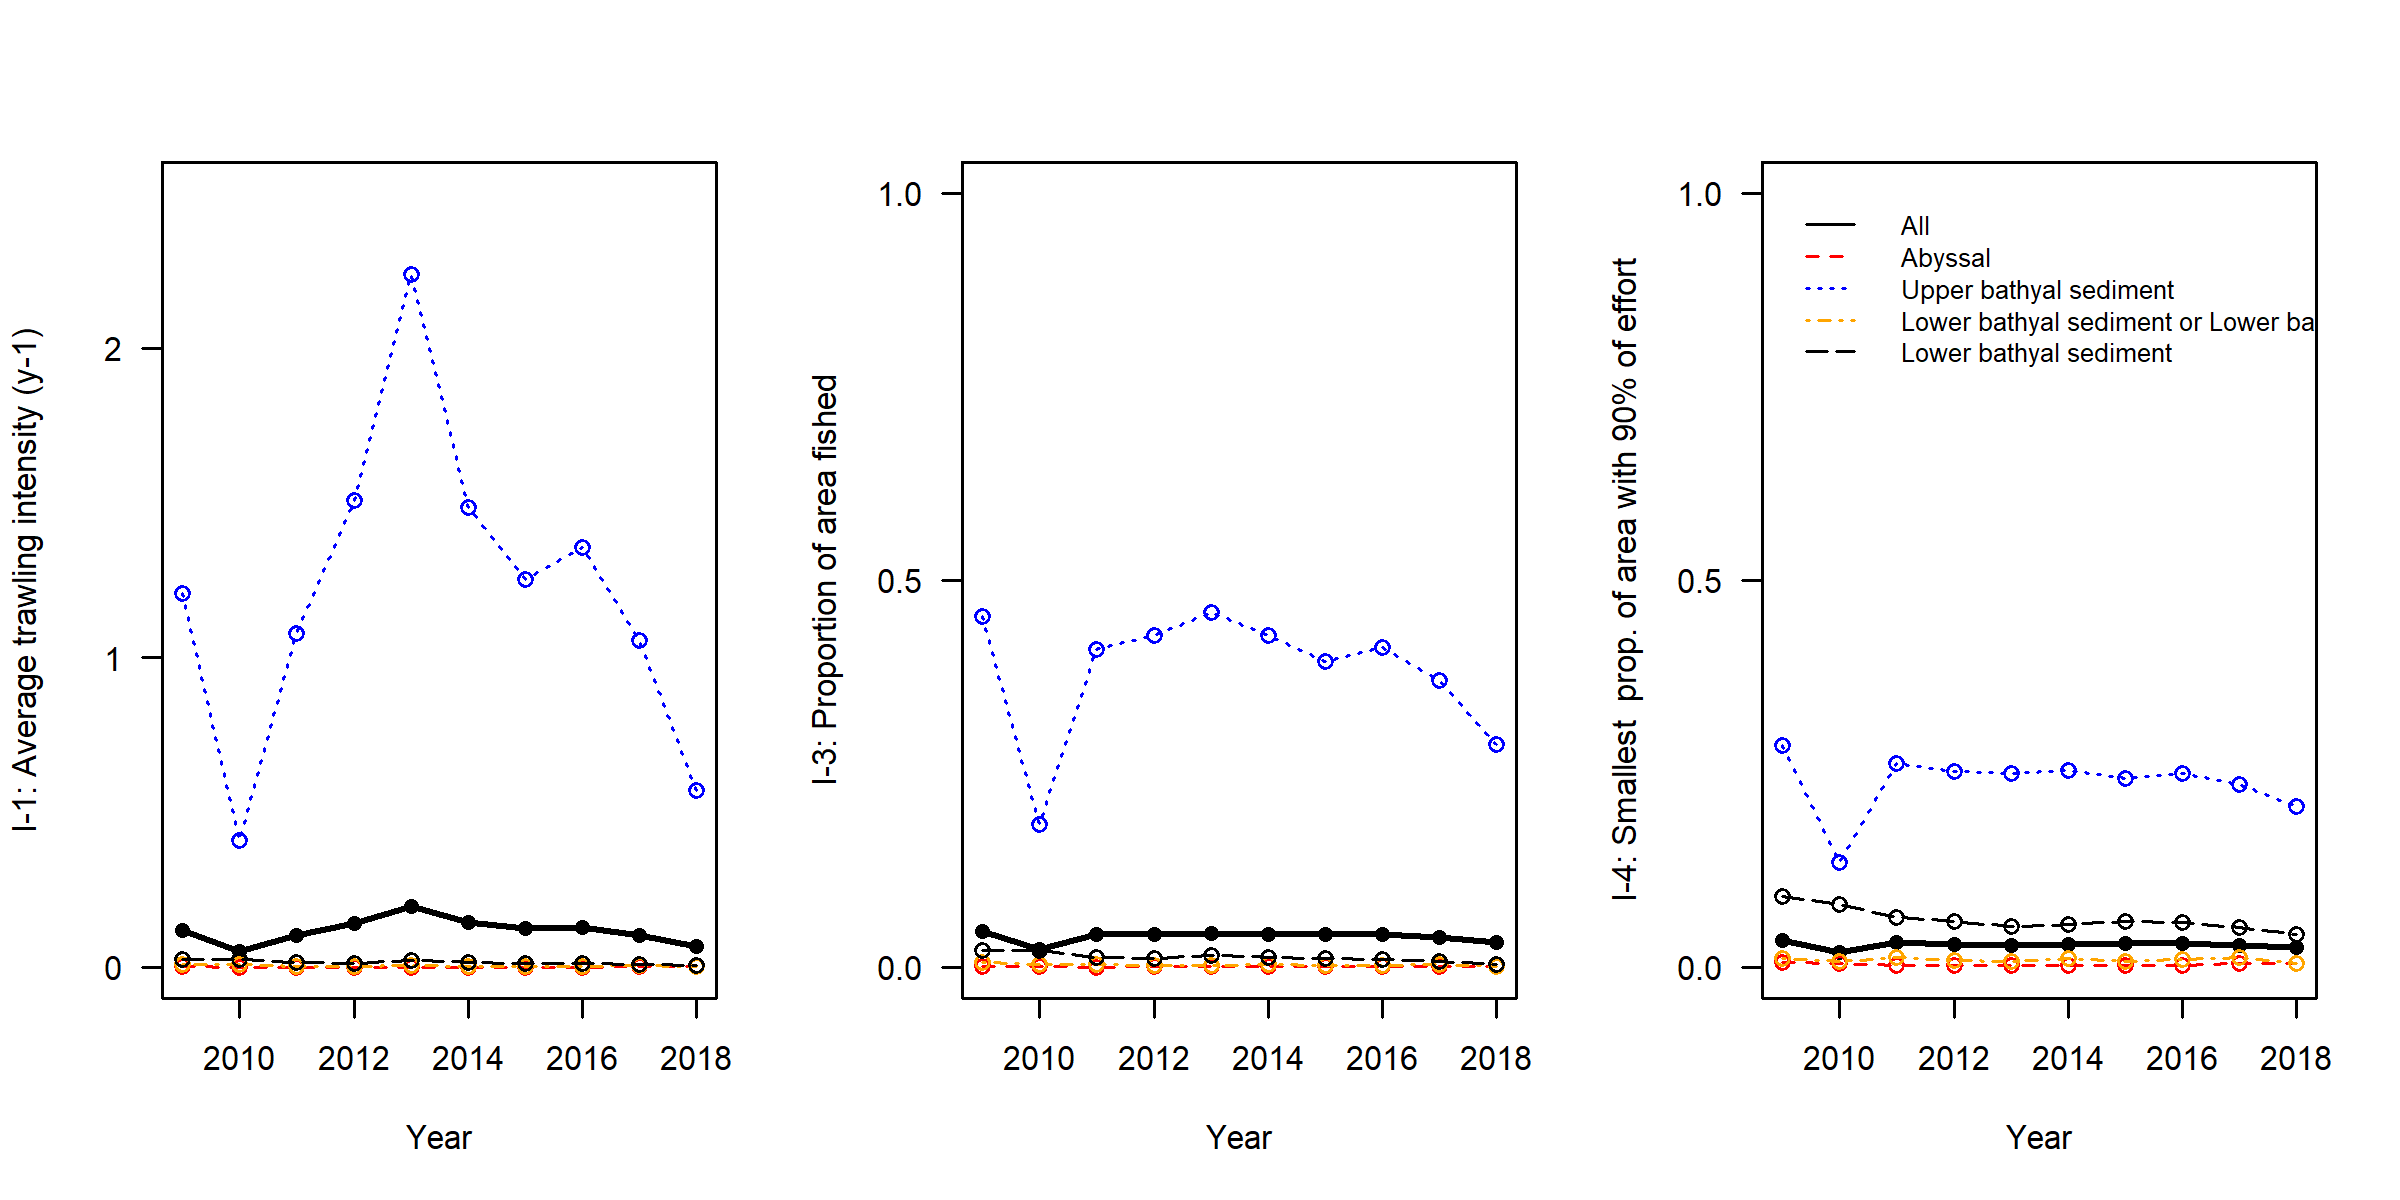 I-1: Average trawling intensity (y-1)
2
1
0
2010 2012 2014 2016 2018
Year
I-3: Proportion of area fished
1.0
0.5
0.0
2010 2012 2014 2016 2018
Year
I-4: Smallest prop. of area with 90% of effort
1.0
0.5
0.0
All
Abyssal
Upper bathyal sediment
Lower bathyal sediment or Lower ba
Lower bathyal sediment
2010 2012 2014 2016 2018
Year